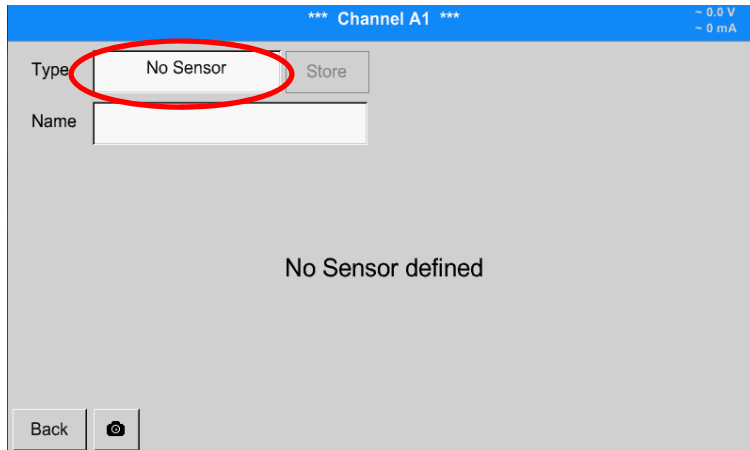 *** Channel A1 ***
~ 0.0 V
~ 0 mA
Type No Sensor Store
Name
No Sensor defined
Back